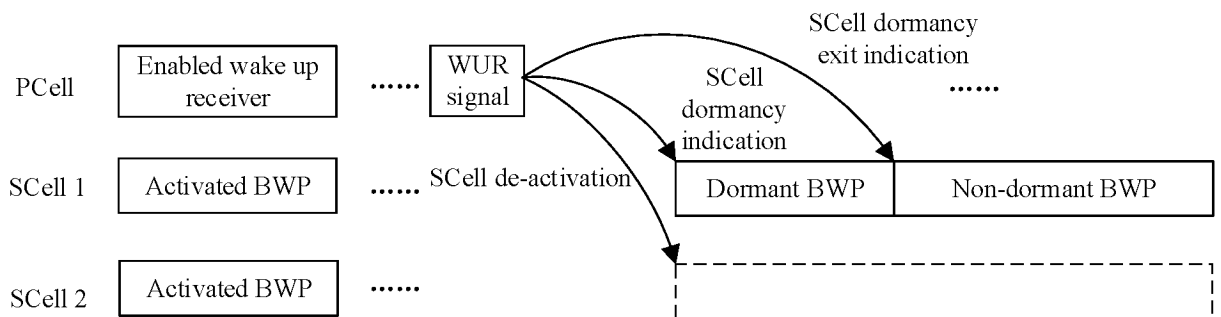 SCell dormancy
exit indication
......
PCell
Enabled wake up
receiver
......
WUR
signal
SCell
dormancy
indication
SCell 1
Activated BWP
......
SCell de-activation
Dormant BWP
Non-dormant BWP
SCell 2
Activated BWP
......